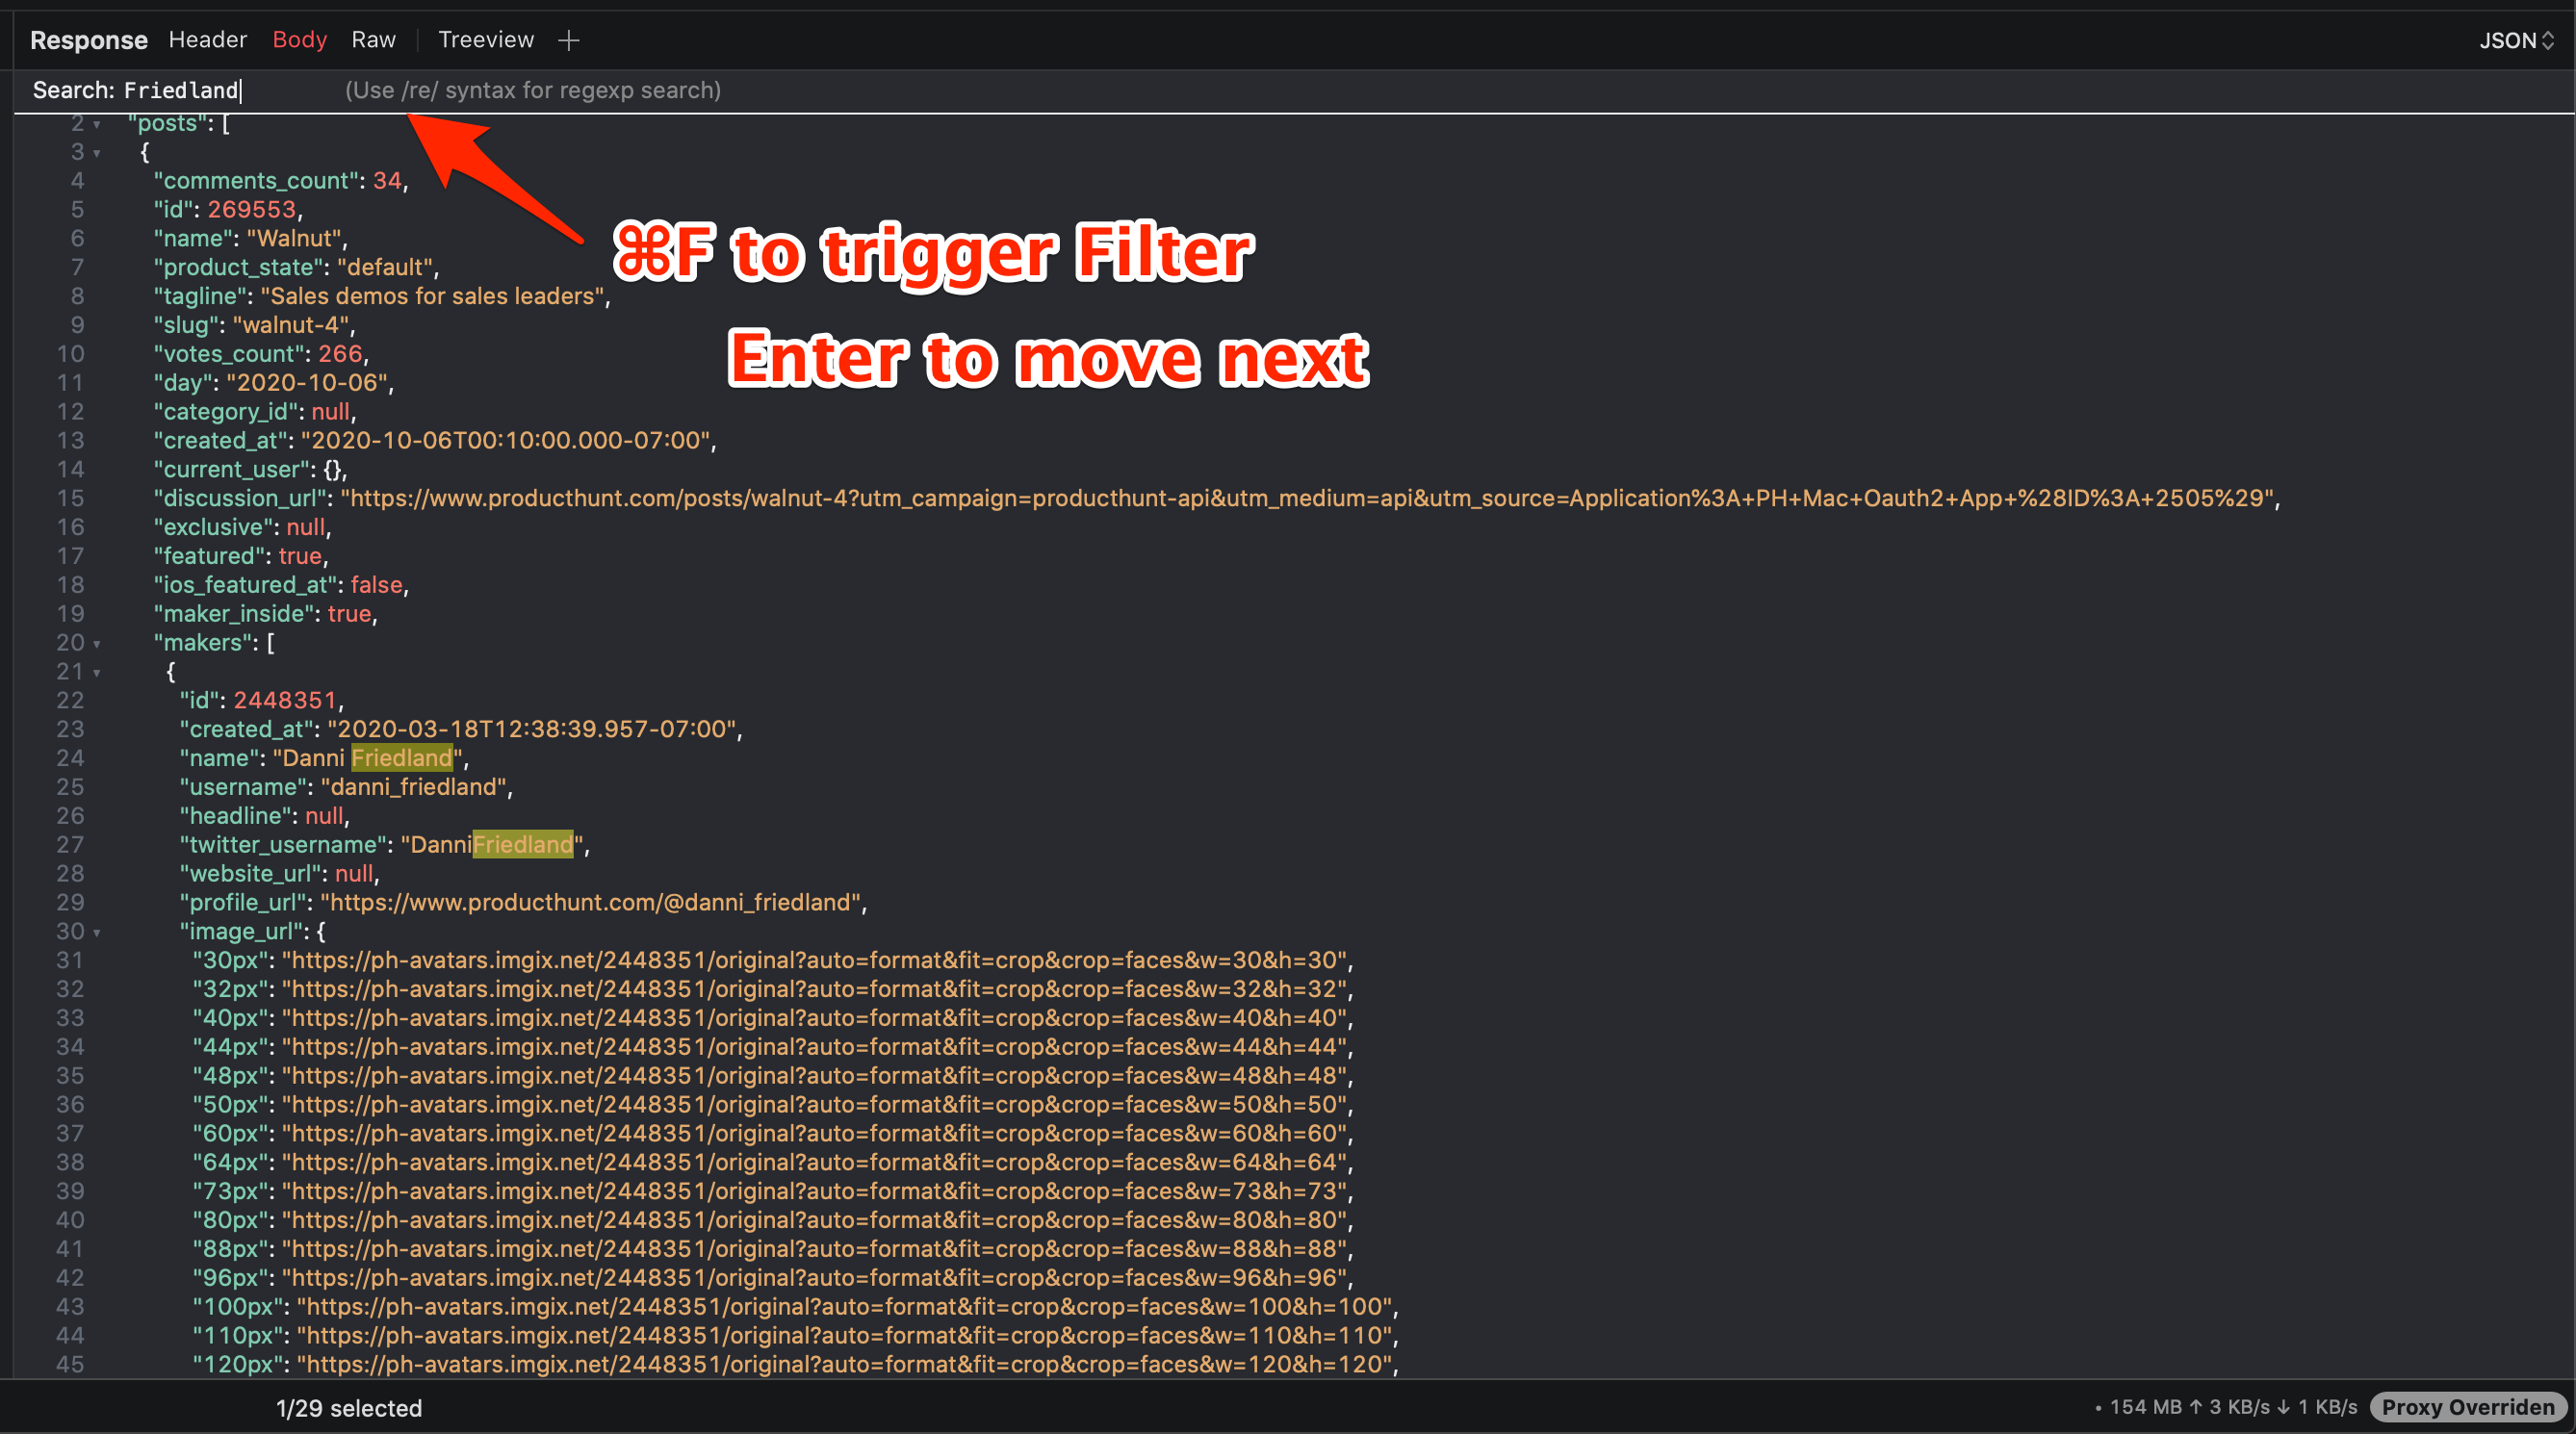 Response Header Body Raw Treeview + JSON
Search: Friedland (Use /re/ syntax for regexp search)
2 "posts": [
3 {
4 "comments_count": 34,
5 "id": 269553,
6 "name": "Walnut",
7 "product_state": "default",
8 "tagline": "Sales demos for sales leaders",
9 "slug": "walnut-4",
10 "votes_count": 266,
11 "day": "2020-10-06",
12 "category_id": null,
13 "created_at": "2020-10-06T00:10:00.000-07:00",
14 "current_user": {},
15 "discussion_url": "https://www.producthunt.com/posts/walnut-4?utm_campaign=producthunt-api&utm_medium=api&utm_source=Application%3A+PH+Mac+Oauth2+App+%28ID%3A+2505%29",
16 "exclusive": null,
17 "featured": true,
18 "ios_featured_at": false,
19 "maker_inside": true,
20 "makers": [
21 {
22 "id": 2448351,
23 "created_at": "2020-03-18T12:38:39.957-07:00",
24 "name": "Danni Friedland",
25 "username": "danni_friedland",
26 "headline": null,
27 "twitter_username": "DanniFriedland",
28 "website_url": null,
29 "profile_url": "https://www.producthunt.com/@danni_friedland",
30 "image_url": {
31 "30px": "https://ph-avatars.imgix.net/2448351/original?auto=format&fit=crop&crop=faces&w=30&h=30",
32 "32px": "https://ph-avatars.imgix.net/2448351/original?auto=format&fit=crop&crop=faces&w=32&h=32",
33 "40px": "https://ph-avatars.imgix.net/2448351/original?auto=format&fit=crop&crop=faces&w=40&h=40",
34 "44px": "https://ph-avatars.imgix.net/2448351/original?auto=format&fit=crop&crop=faces&w=44&h=44",
35 "48px": "https://ph-avatars.imgix.net/2448351/original?auto=format&fit=crop&crop=faces&w=48&h=48",
36 "50px": "https://ph-avatars.imgix.net/2448351/original?auto=format&fit=crop&crop=faces&w=50&h=50",
37 "60px": "https://ph-avatars.imgix.net/2448351/original?auto=format&fit=crop&crop=faces&w=60&h=60",
38 "64px": "https://ph-avatars.imgix.net/2448351/original?auto=format&fit=crop&crop=faces&w=64&h=64",
39 "73px": "https://ph-avatars.imgix.net/2448351/original?auto=format&fit=crop&crop=faces&w=73&h=73",
40 "80px": "https://ph-avatars.imgix.net/2448351/original?auto=format&fit=crop&crop=faces&w=80&h=80",
41 "88px": "https://ph-avatars.imgix.net/2448351/original?auto=format&fit=crop&crop=faces&w=88&h=88",
42 "96px": "https://ph-avatars.imgix.net/2448351/original?auto=format&fit=crop&crop=faces&w=96&h=96",
43 "100px": "https://ph-avatars.imgix.net/2448351/original?auto=format&fit=crop&crop=faces&w=100&h=100",
44 "110px": "https://ph-avatars.imgix.net/2448351/original?auto=format&fit=crop&crop=faces&w=110&h=110",
45 "120px": "https://ph-avatars.imgix.net/2448351/original?auto=format&fit=crop&crop=faces&w=120&h=120",
⌘F to trigger Filter
Enter to move next
1/29 selected • 154 MB ↑ 3 KB/s ↓ 1 KB/s Proxy Overriden